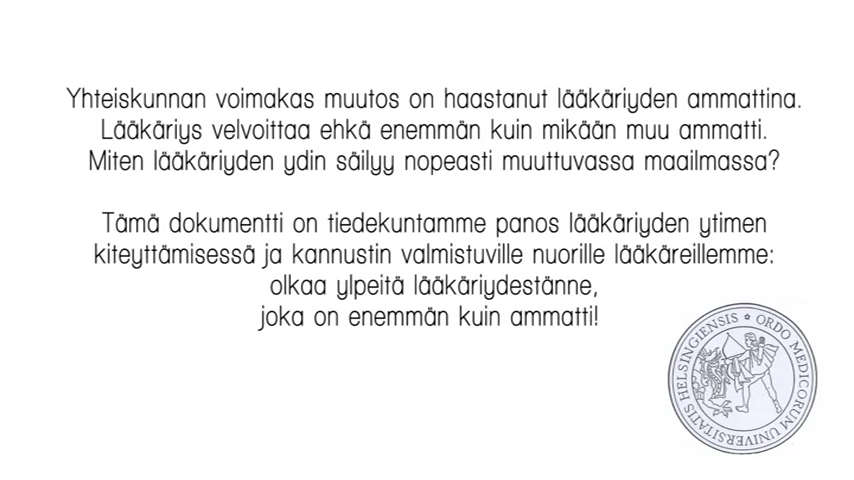 Yhteiskunnan voimakas muutos on haastanut lääkäriyden ammattina.
Lääkäriys velvoittaa ehkä enemmän kuin mikään muu ammatti.
Miten lääkäriyden ydin säilyy nopeasti muuttuvassa maailmassa?
Tämä dokumentti on tiedekuntamme panos lääkäriyden ytimen
kiteyttämisessä ja kannustin valmistuville nuorille lääkäreillemme:
olkaa ylpeitä lääkäriydestänne,
joka on enemmän kuin ammatti!
ORDO MEDICORUM UNIVERSITATIS HELSINGIENSIS